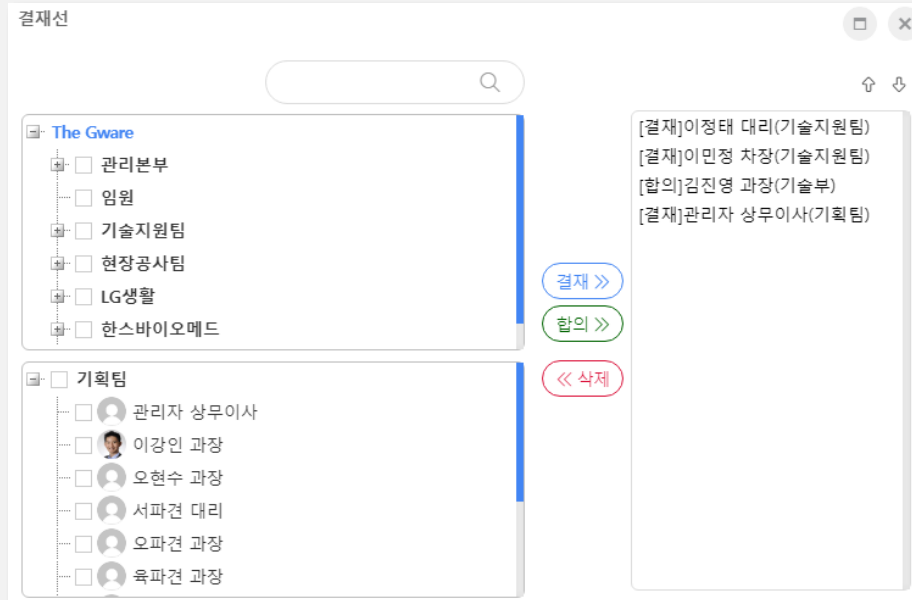 결재선
The Gware
관리본부
임원
기술지원팀
현장공사팀
LG생활
한스바이오메드
기획팀
관리자 상무이사
이강인 과장
오현수 과장
서파견 대리
오파견 과장
육파견 과장
결재 >>
합의 >>
<< 삭제
[결재]이정태 대리(기술지원팀)
[결재]이민정 차장(기술지원팀)
[합의]김진영 과장(기술부)
[결재]관리자 상무이사(기획팀)